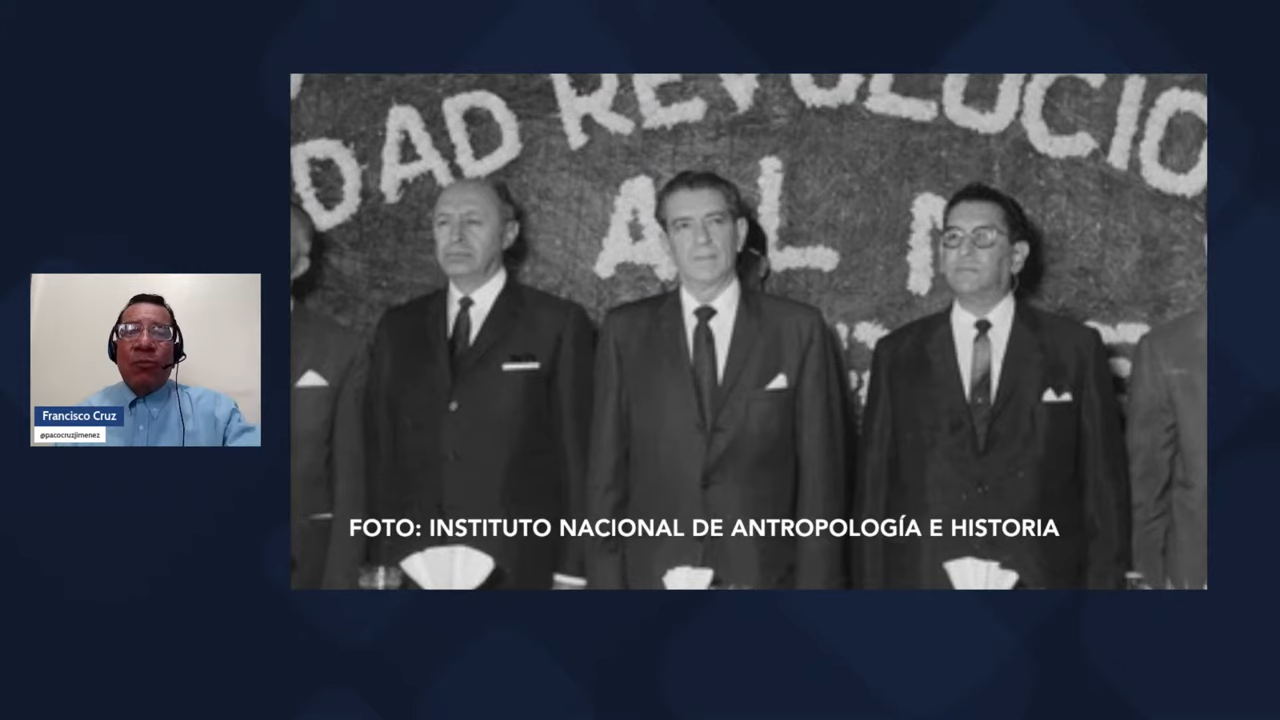 DAD REVOLUCIO
AL
Francisco Cruz
@pacocruzjimenez
FOTO: INSTITUTO NACIONAL DE ANTROPOLOGÍA E HISTORIA